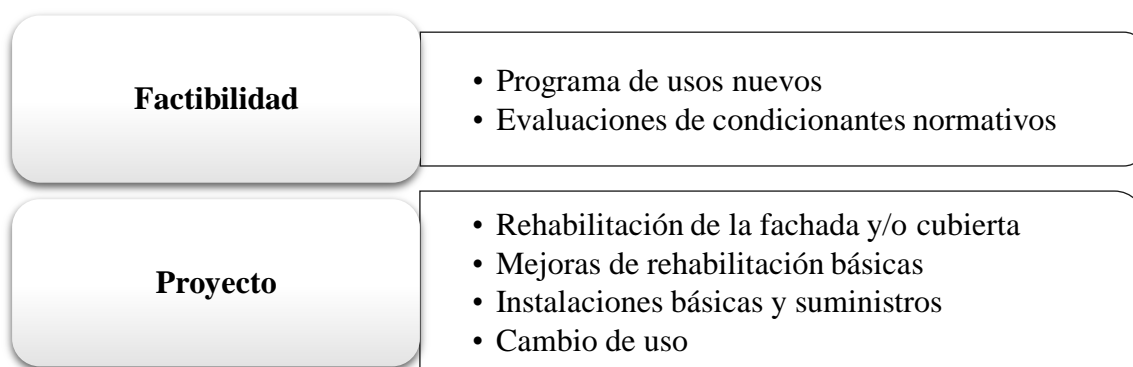 Factibilidad
• Programa de usos nuevos
• Evaluaciones de condicionantes normativos
Proyecto
• Rehabilitación de la fachada y/o cubierta
• Mejoras de rehabilitación básicas
• Instalaciones básicas y suministros
• Cambio de uso